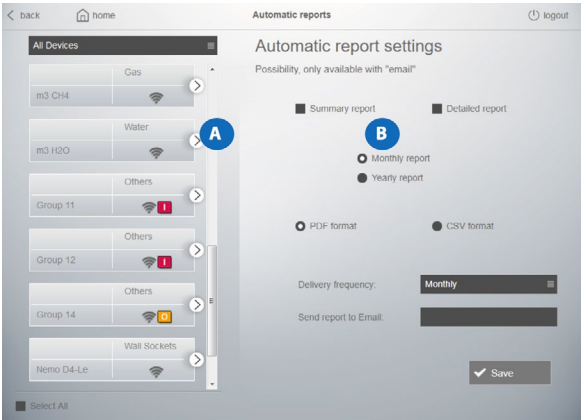 back home Automatic reports logout
All Devices
Automatic report settings
Possibility, only available with "email"
Gas
m3 CH4
Water
m3 H2O
Others
Group 11 I
Others
Group 12 I
Others
Group 14 O
Wall Sockets
Nemo D4-Le
Select All
A
B
Summary report Detailed report
Monthly report
Yearly report
PDF format CSV format
Delivery frequency: Monthly
Send report to Email:
Save